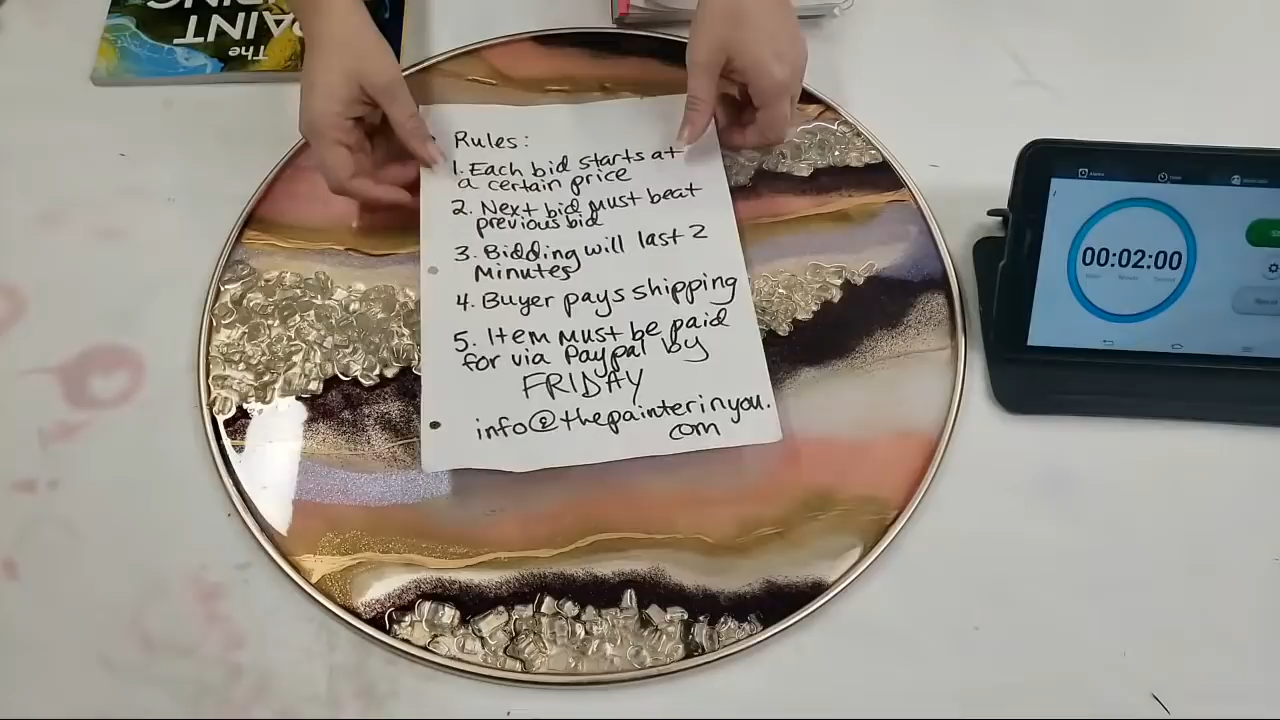 The
PAINT
Rules:
1. Each bid starts at
a certain price
2. Next bid must beat
previous bid
3. Bidding will last 2
minutes
4. Buyer pays shipping
5. Item must be paid
for via Paypal by
FRIDAY
info@thepainterinyou.
com
00:02:00